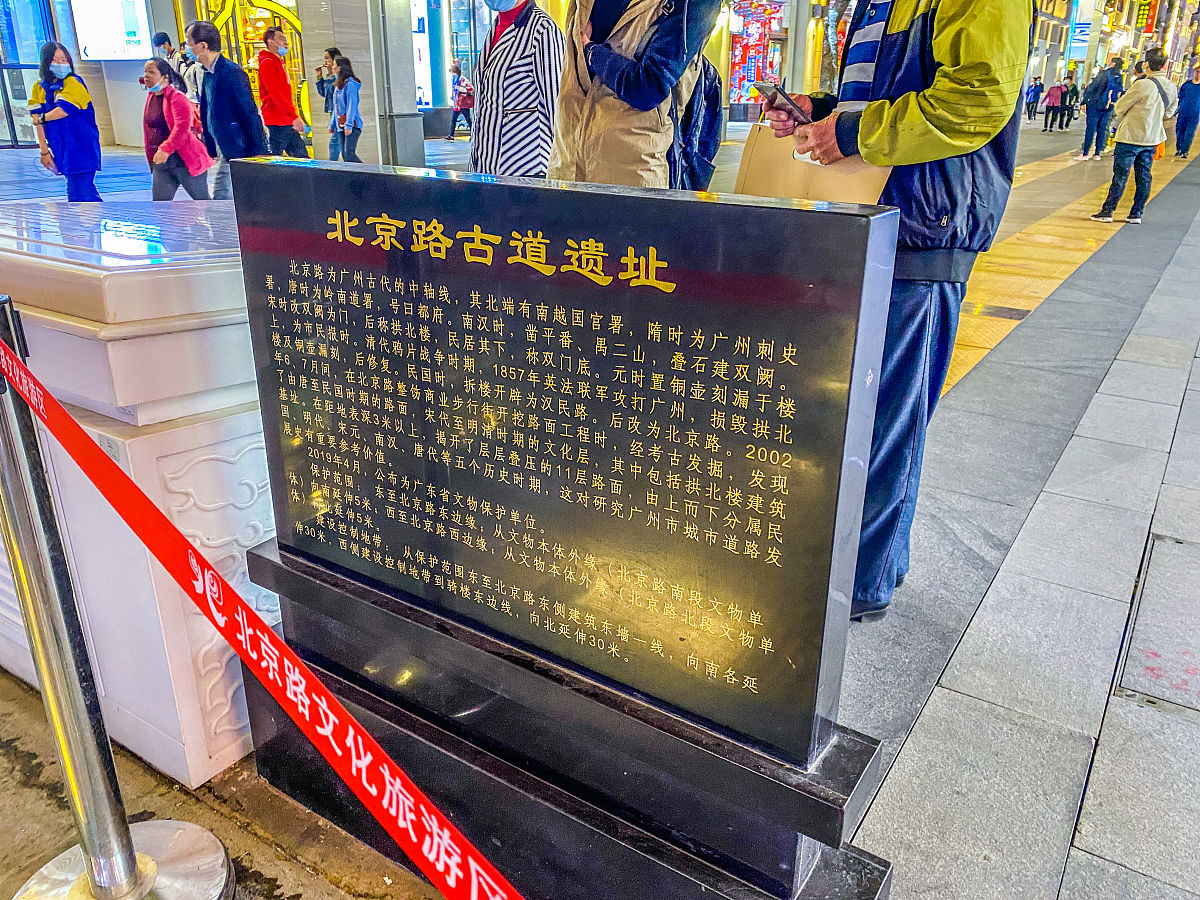 北京路古道遗址
北京路为广州古代的中轴线，其北端有南越国官署，隋时为广州刺史
署，唐时为岭南道署，号曰都府。南汉时，凿平番、禺二山，叠石建双阙。
宋时改双阙为门，后称拱北楼，民居其下，称双门底。元时置铜壶刻漏于楼
上，为市民报时。清代鸦片战争时期，1857年英法联军攻打广州，损毁拱北
楼及铜壶漏刻，后修复。民国时，拆楼开辟为汉民路。后改为北京路。2002
年6、7月间，在北京路整饬商业步行街开挖路面工程时，经考古发掘，发现
了由唐至民国时期的路面，宋代至明清时期的文化层，其中包括拱北楼建筑
基址。在距地表深3米以上，揭开了层层叠压的11层路面，由上而下分属民
国、明代、宋元、南汉、唐代等五个历史时期，这对研究广州市城市道路发
展史有重要参考价值。
2019年4月，公布为广东省文物保护单位。
保护范围：东至北京路东边缘，从文物本体外缘（北京路南段文物单
体）向南延伸5米，西至北京路西边缘，从文物本体外缘（北京路北段文物单
体）向北延伸5米。
建设控制地带：从保护范围东至北京路东侧建筑东墙一线，向南各延
伸30米，西侧建设控制地带到骑楼东边线，向北延伸30米。
路文化旅游区
北京路文化旅游区